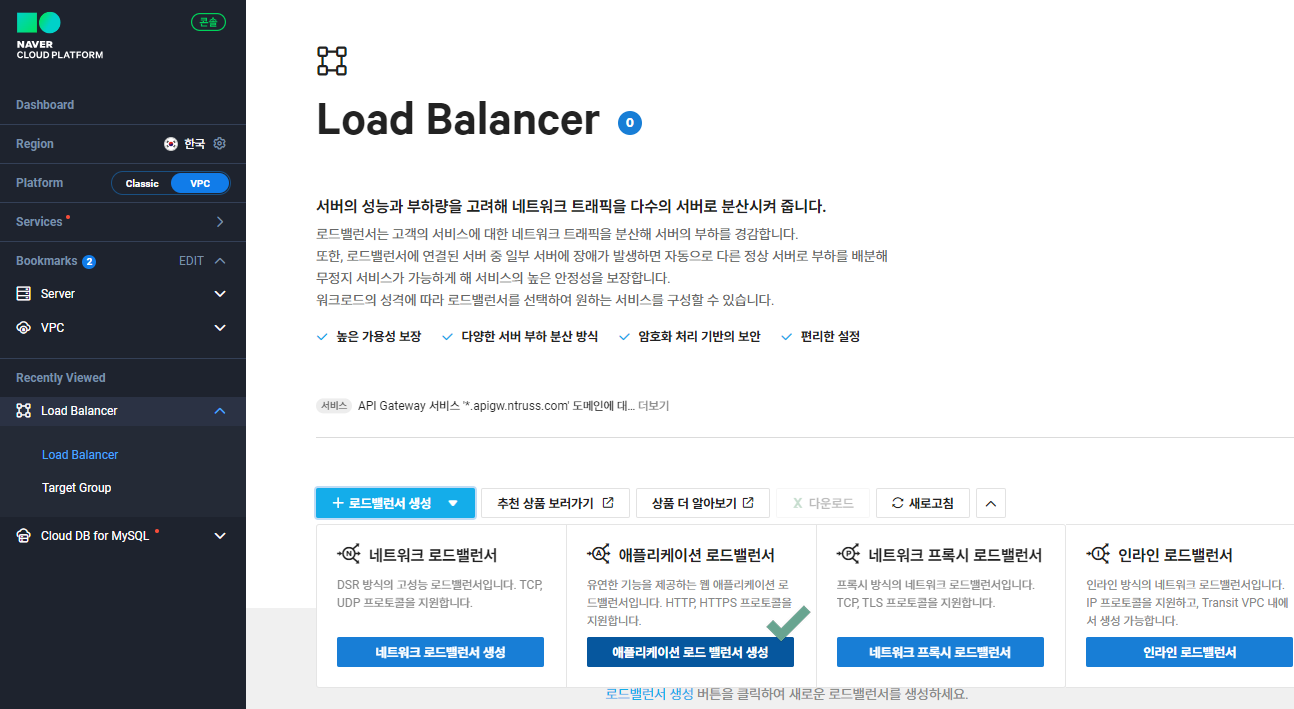 콘솔
NAVER
CLOUD PLATFORM
Dashboard
Region 한국
Platform Classic VPC
Services
Bookmarks 2 EDIT
Server
VPC
Recently Viewed
Load Balancer
Load Balancer
Target Group
Cloud DB for MySQL
Load Balancer 0
서버의 성능과 부하량을 고려해 네트워크 트래픽을 다수의 서버로 분산시켜 줍니다.
로드밸런서는 고객의 서비스에 대한 네트워크 트래픽을 분산해 서버의 부하를 경감합니다.
또한, 로드밸런서에 연결된 서버 중 일부 서버에 장애가 발생하면 자동으로 다른 정상 서버로 부하를 배분해
무정지 서비스가 가능하게 해 서비스의 높은 안정성을 보장합니다.
워크로드의 성격에 따라 로드밸런서를 선택하여 원하는 서비스를 구성할 수 있습니다.
높은 가용성 보장 다양한 서버 부하 분산 방식 암호화 처리 기반의 보안 편리한 설정
서비스 API Gateway 서비스 '*.apigw.ntruss.com' 도메인에 대... 더보기
+ 로드밸런서 생성 추천 상품 보러가기 상품 더 알아보기 X 다운로드 새로고침
N 네트워크 로드밸런서
DSR 방식의 고성능 로드밸런서입니다. TCP,
UDP 프로토콜을 지원합니다.
네트워크 로드밸런서 생성
A 애플리케이션 로드밸런서
유연한 기능을 제공하는 웹 애플리케이션 로
드밸런서입니다. HTTP, HTTPS 프로토콜을
지원합니다.
애플리케이션 로드 밸런서 생성
P 네트워크 프록시 로드밸런서
프록시 방식의 네트워크 로드밸런서입니다.
TCP, TLS 프로토콜을 지원합니다.
네트워크 프록시 로드밸런서
I 인라인 로드밸런서
인라인 방식의 네트워크 로드밸런서입니다.
IP 프로토콜을 지원하고, Transit VPC 내에
서 생성 가능합니다.
인라인 로드밸런서
로드밸런서 생성 버튼을 클릭하여 새로운 로드밸런서를 생성하세요.